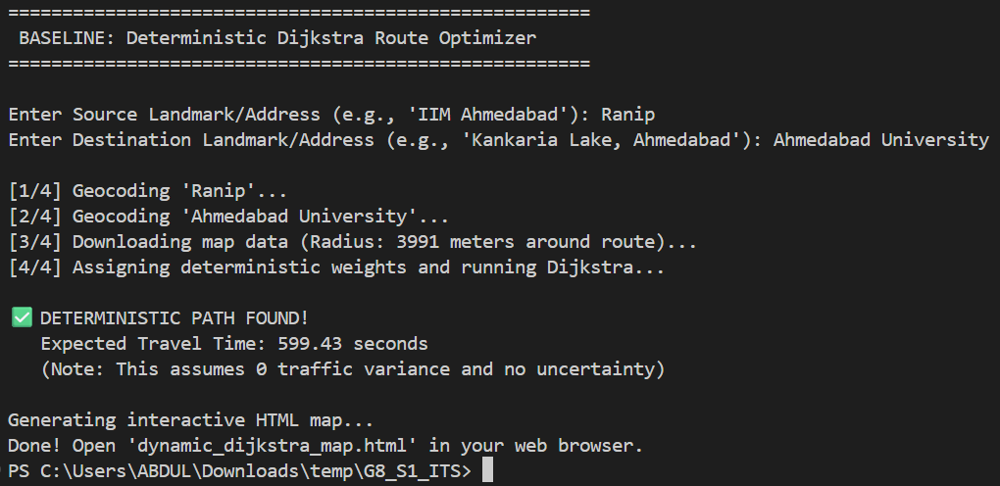 ======================================================
BASELINE: Deterministic Dijkstra Route Optimizer
======================================================
Enter Source Landmark/Address (e.g., 'IIM Ahmedabad'): Ranip
Enter Destination Landmark/Address (e.g., 'Kankaria Lake, Ahmedabad'): Ahmedabad University
[1/4] Geocoding 'Ranip'...
[2/4] Geocoding 'Ahmedabad University'...
[3/4] Downloading map data (Radius: 3991 meters around route)...
[4/4] Assigning deterministic weights and running Dijkstra...
✅ DETERMINISTIC PATH FOUND!
Expected Travel Time: 599.43 seconds
(Note: This assumes 0 traffic variance and no uncertainty)
Generating interactive HTML map...
Done! Open 'dynamic_dijkstra_map.html' in your web browser.
PS C:\Users\ABDUL\Downloads\temp\G8_S1_ITS>